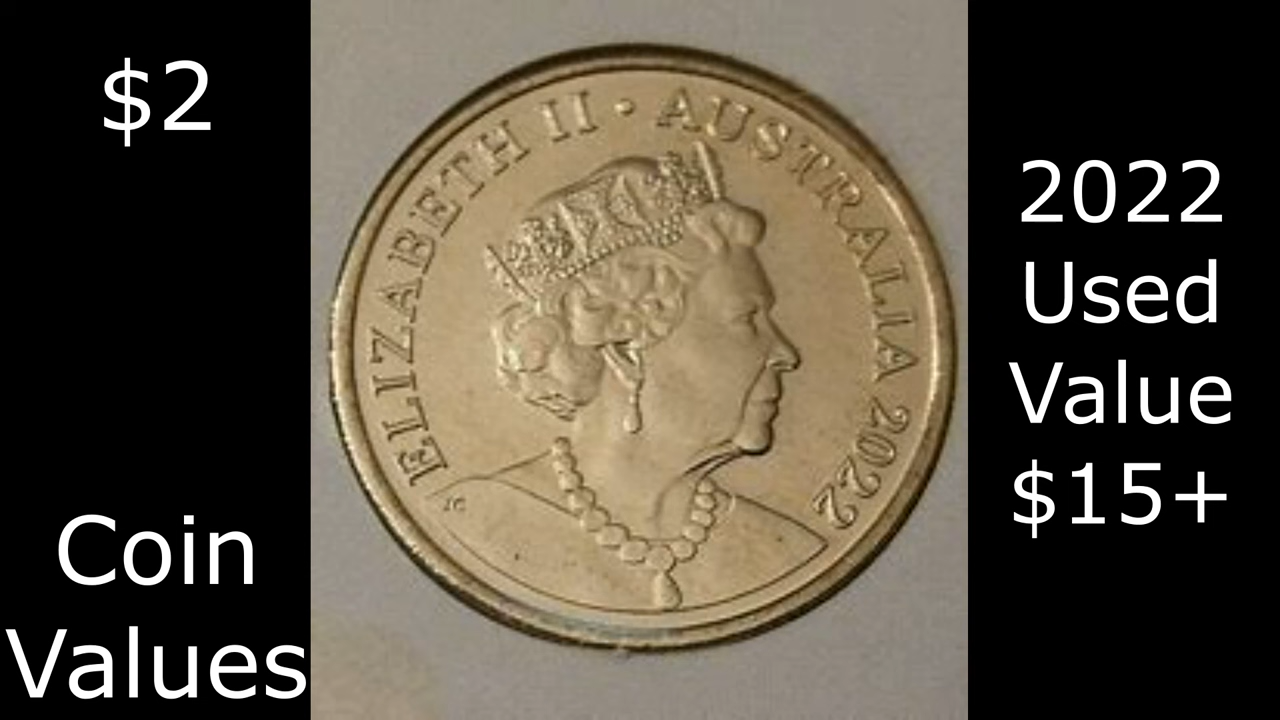 $2
Coin
Values
ELIZABETH II · AUSTRALIA 2022
JC
2022
Used
Value
$15+